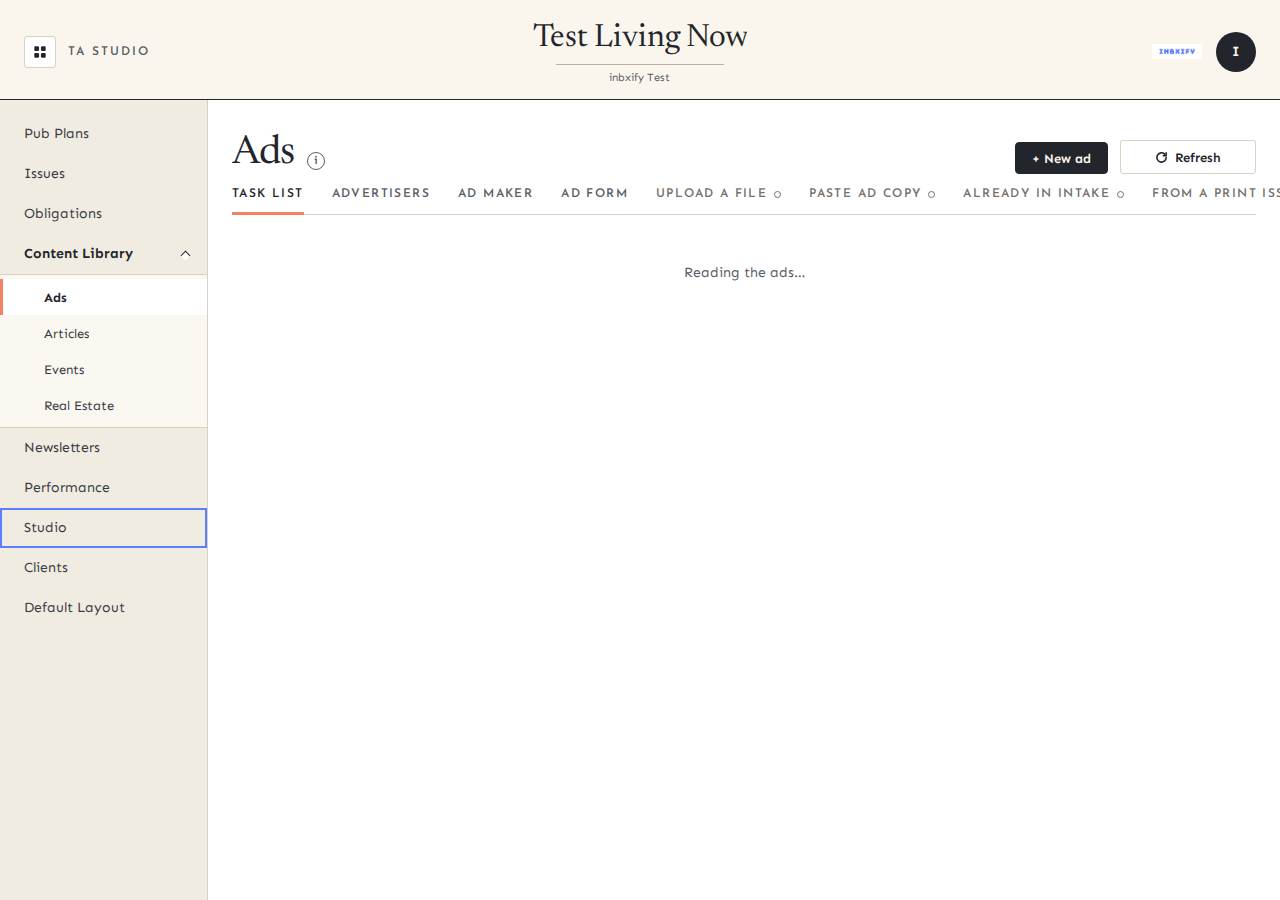 TA STUDIO
Test Living Now
inbxify Test
INBXIFY
I
Pub Plans
Issues
Obligations
Content Library
Ads
Articles
Events
Real Estate
Newsletters
Performance
Studio
Clients
Default Layout
Ads
i
+ New ad
Refresh
TASK LIST ADVERTISERS AD MAKER AD FORM UPLOAD A FILE PASTE AD COPY ALREADY IN INTAKE FROM A PRINT ISS
Reading the ads...